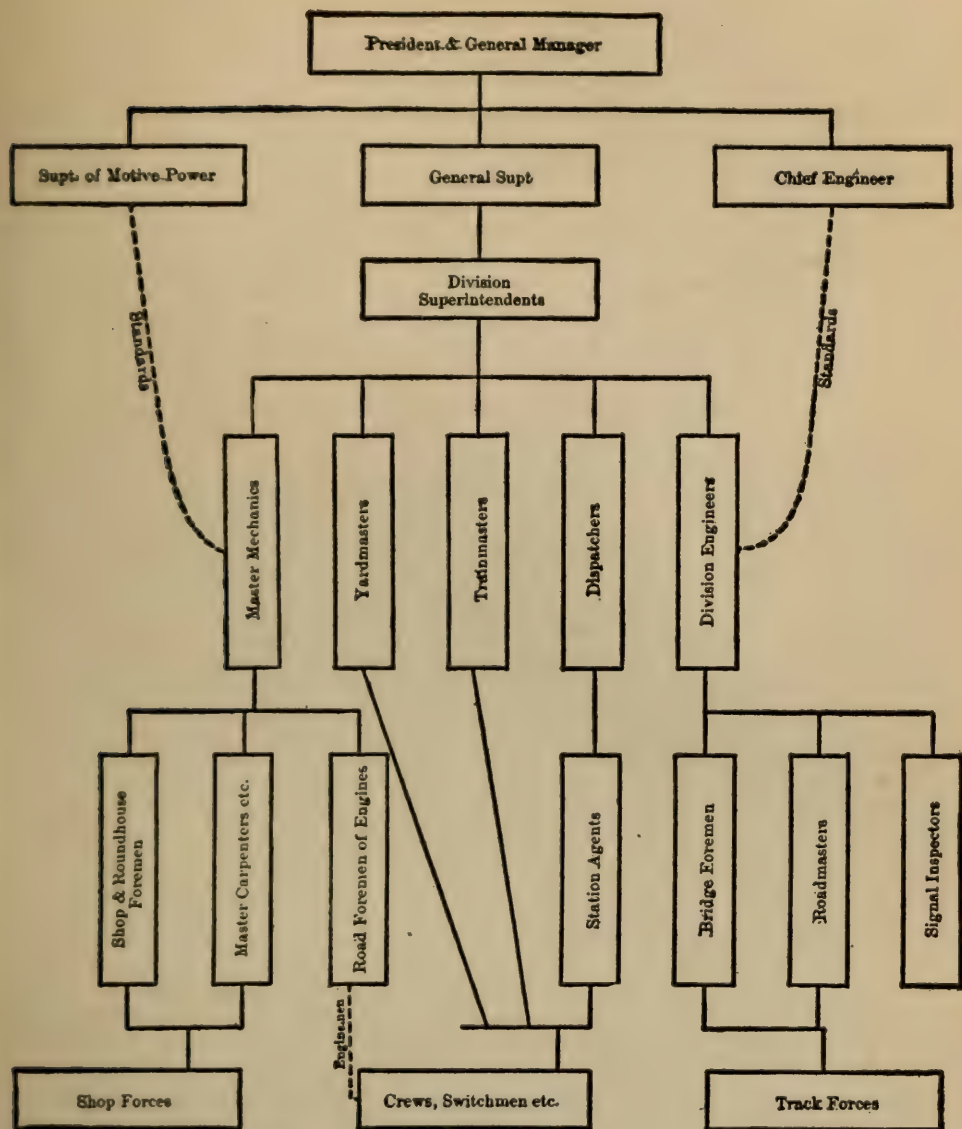 President & General Manager
Supt. of Motive Power
General Supt
Chief Engineer
Division
Superintendents
Standards
Standards
Master Mechanics
Yardmasters
Trainmasters
Dispatchers
Division Engineers
Shop & Roundhouse
Foremen
Master Carpenters etc.
Road Foremen of Engines
Station Agents
Bridge Foremen
Roadmasters
Signal Inspectors
Enginemen
Shop Forces
Crews, Switchmen etc.
Track Forces